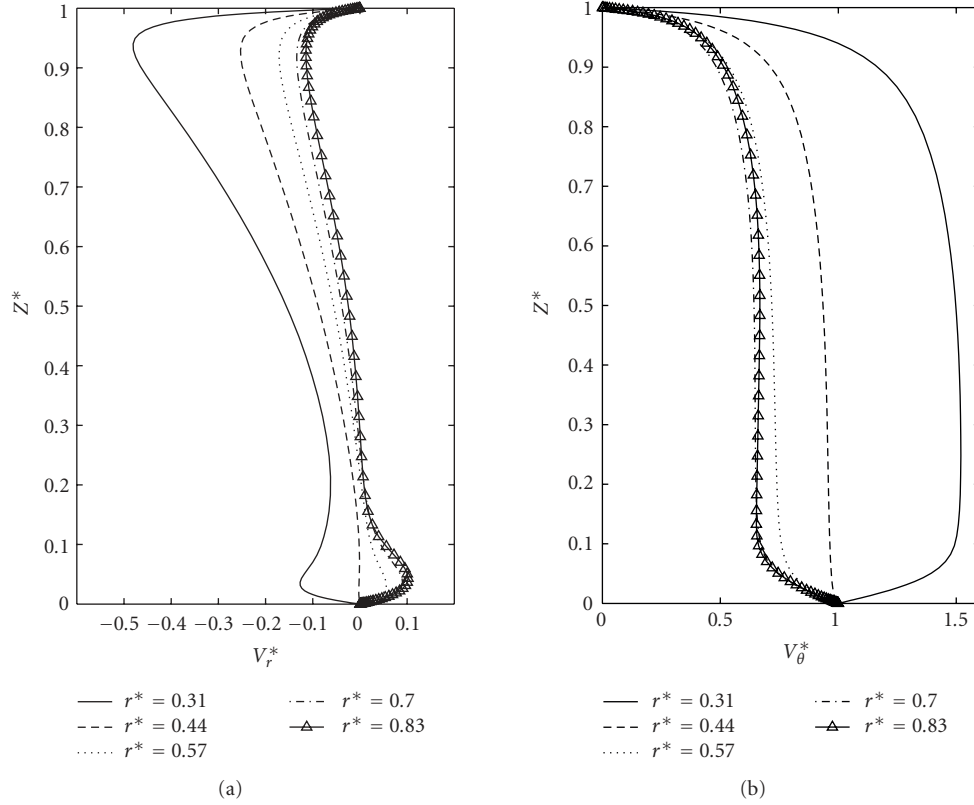 1
0.9
0.8
0.7
0.6
0.5
0.4
0.3
0.2
0.1
0
Z*
−0.5 −0.4 −0.3 −0.2 −0.1 0 0.1
V_r*
r* = 0.31
r* = 0.44
r* = 0.57
r* = 0.7
r* = 0.83
(a)
1
0.9
0.8
0.7
0.6
0.5
0.4
0.3
0.2
0.1
0
Z*
0 0.5 1 1.5
V_θ*
r* = 0.31
r* = 0.44
r* = 0.57
r* = 0.7
r* = 0.83
(b)